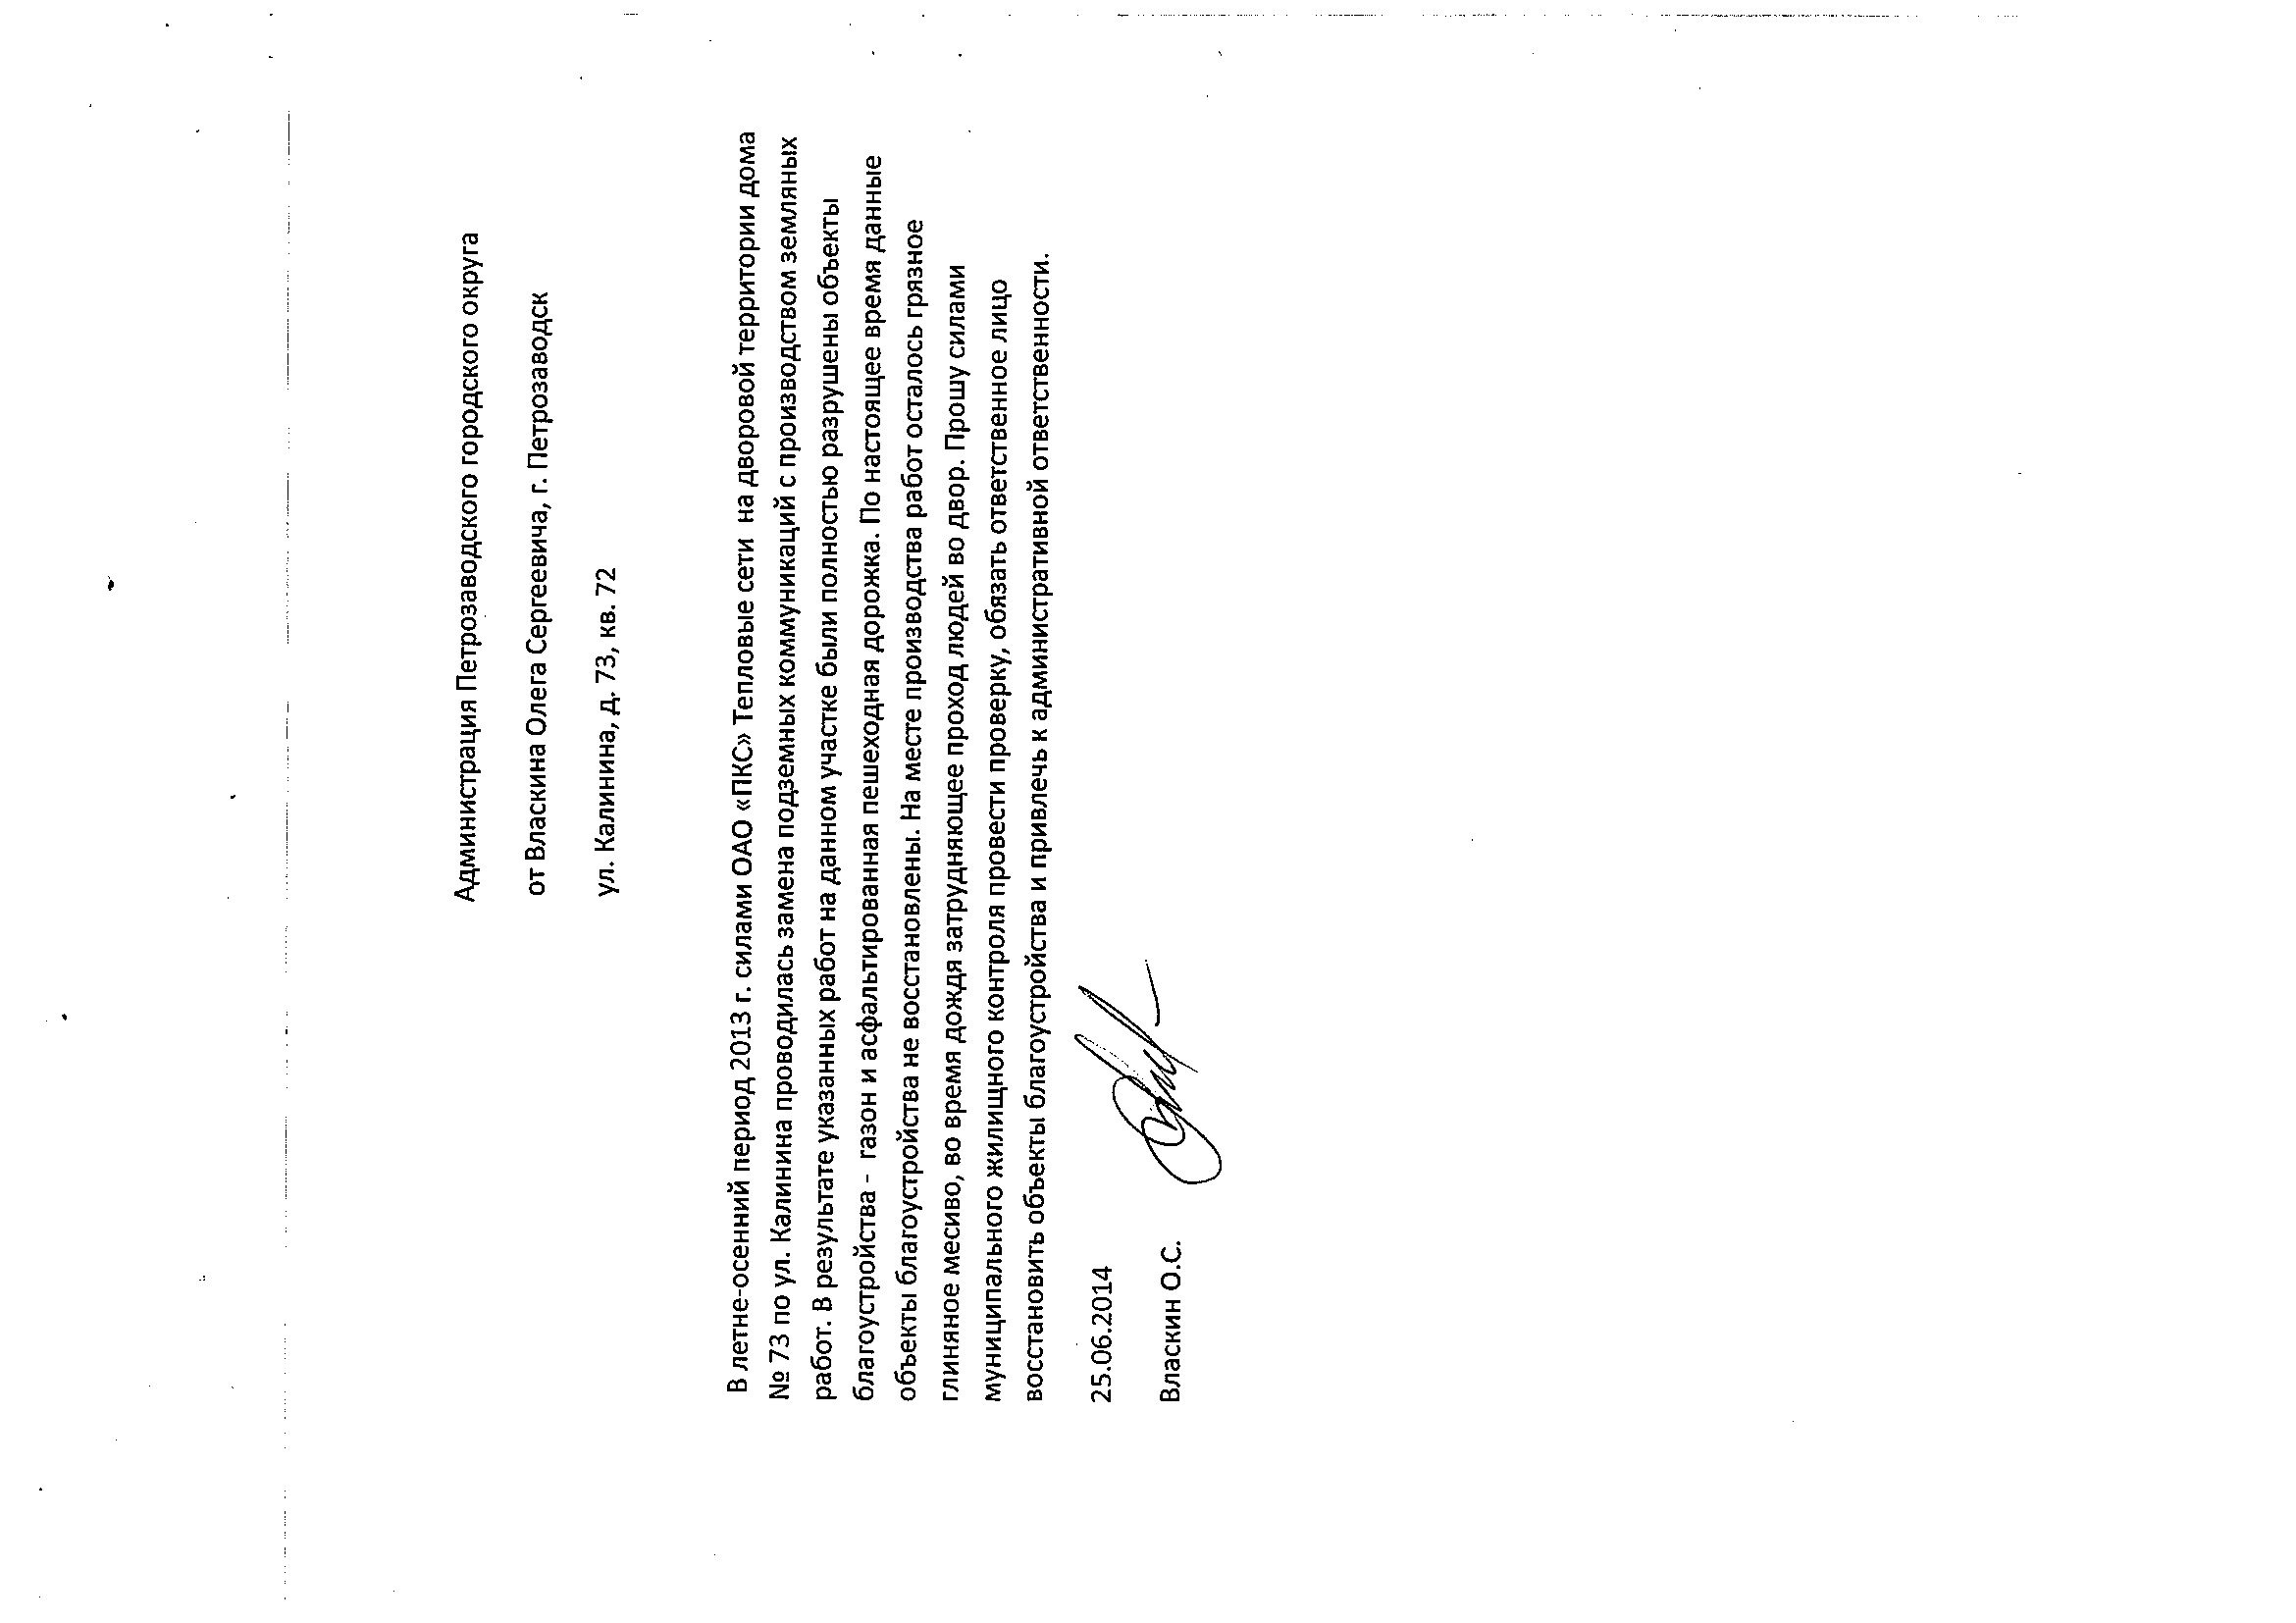 Администрация Петрозаводского городского округа
от Власкина Олега Сергеевича, г. Петрозаводск
ул. Калинина, д. 73, кв. 72
В летне-осенний период 2013 г. силами ОАО «ПКС» Тепловые сети на дворовой территории дома
№ 73 по ул. Калинина проводилась замена подземных коммуникаций с производством земляных
работ. В результате указанных работ на данном участке были полностью разрушены объекты
благоустройства - газон и асфальтированная пешеходная дорожка. По настоящее время данные
объекты благоустройства не восстановлены. На месте производства работ осталось грязное
глиняное месиво, во время дождя затрудняющее проход людей во двор. Прошу силами
муниципального жилищного контроля провести проверку, обязать ответственное лицо
восстановить объекты благоустройства и привлечь к административной ответственности.
25.06.2014
Власкин О.С.